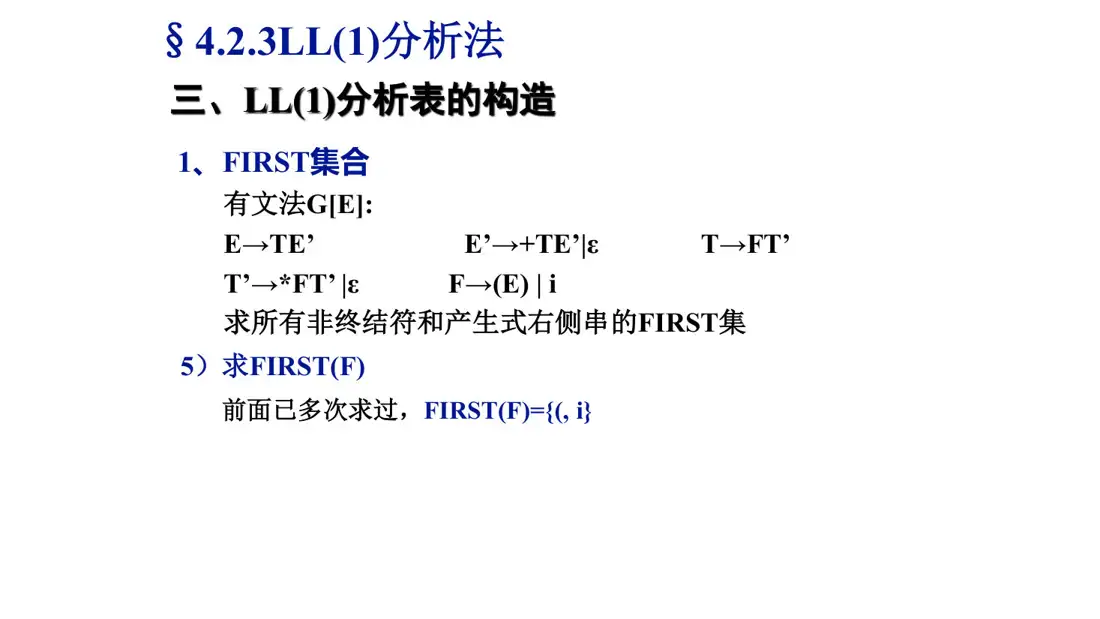 §4.2.3LL(1)分析法
三、LL(1)分析表的构造
1、FIRST集合
有文法G[E]:
E→TE’ E’→+TE’|ε T→FT’
T’→*FT’|ε F→(E) | i
求所有非终结符和产生式右侧串的FIRST集
5）求FIRST(F)
前面已多次求过，FIRST(F)={(, i}